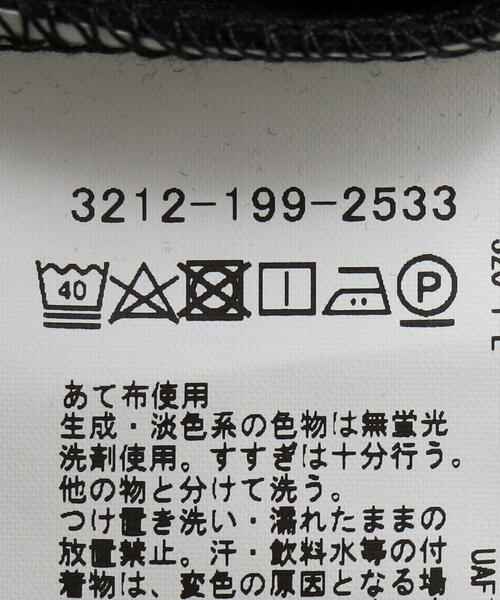 3212-199-2533
40
P
あて布使用
生成・淡色系の色物は無蛍光
洗剤使用。すすぎは十分行う。
他の物と分けて洗う。
つけ置き洗い・濡れたままの
放置禁止。汗・飲料水等の付
着物は、変色の原因となる場
UAF